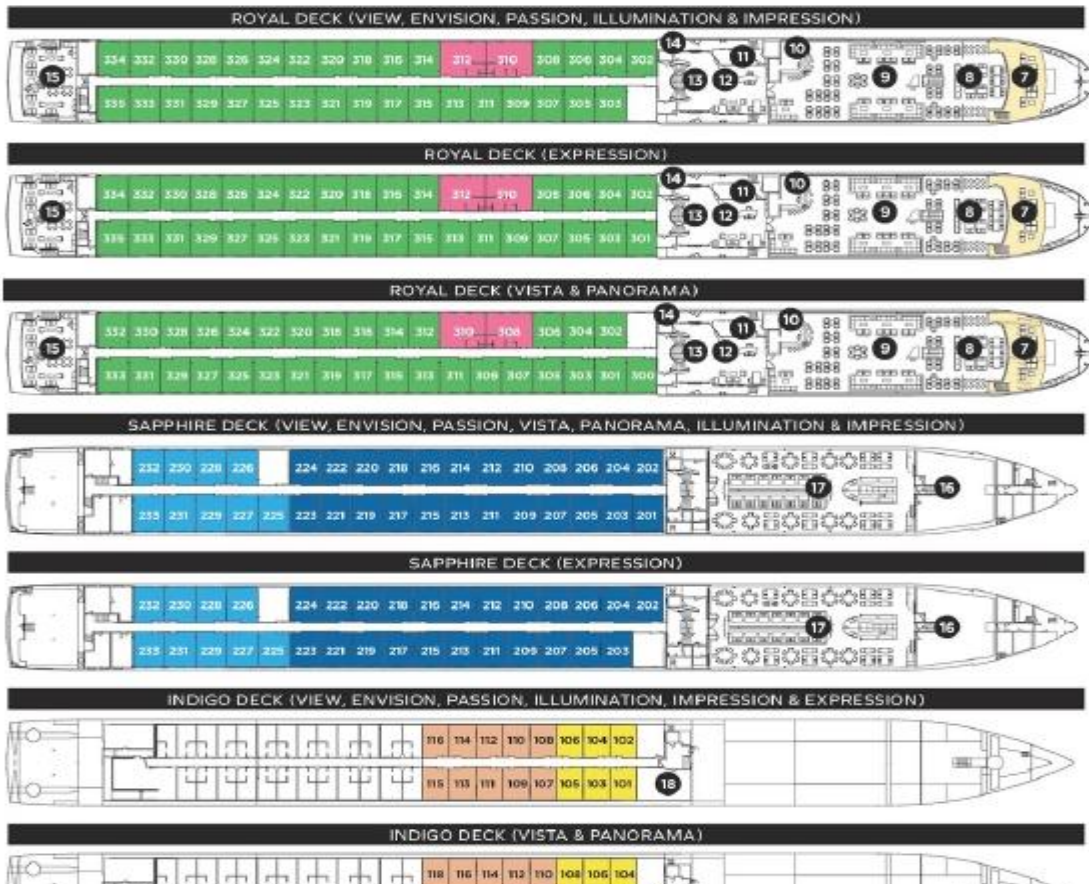 ROYAL DECK (VIEW, ENVISION, PASSION, ILLUMINATION & IMPRESSION)
14 11 10
334 332 330 328 326 324 322 320 318 316 314 312 310 308 306 304 302
15 13 12 9 8 7
335 333 331 329 327 325 323 321 319 317 315 313 311 309 307 305 303
ROYAL DECK (EXPRESSION)
14 11 10
334 332 330 328 326 324 322 320 318 316 314 312 310 308 306 304 302
15 13 12 9 8 7
335 333 331 329 327 325 323 321 319 317 315 313 311 309 307 305 303 301
ROYAL DECK (VISTA & PANORAMA)
14 11 10
332 330 328 326 324 322 320 318 316 314 312 310 308 306 304 302
15 13 12 9 8 7
333 331 329 327 325 323 321 319 317 315 313 311 309 307 305 303 301 300
SAPPHIRE DECK (VIEW, ENVISION, PASSION, VISTA, PANORAMA, ILLUMINATION & IMPRESSION)
232 230 228 226 224 222 220 218 216 214 212 210 208 206 204 202
17 16
233 231 229 227 225 223 221 219 217 215 213 211 209 207 205 203 201
SAPPHIRE DECK (EXPRESSION)
232 230 228 226 224 222 220 218 216 214 212 210 208 206 204 202
17 16
233 231 229 227 225 223 221 219 217 215 213 211 209 207 205 203
INDIGO DECK (VIEW, ENVISION, PASSION, ILLUMINATION, IMPRESSION & EXPRESSION)
116 114 112 110 108 106 104 102
115 113 111 109 107 105 103 101 18
INDIGO DECK (VISTA & PANORAMA)
118 116 114 112 110 108 106 104